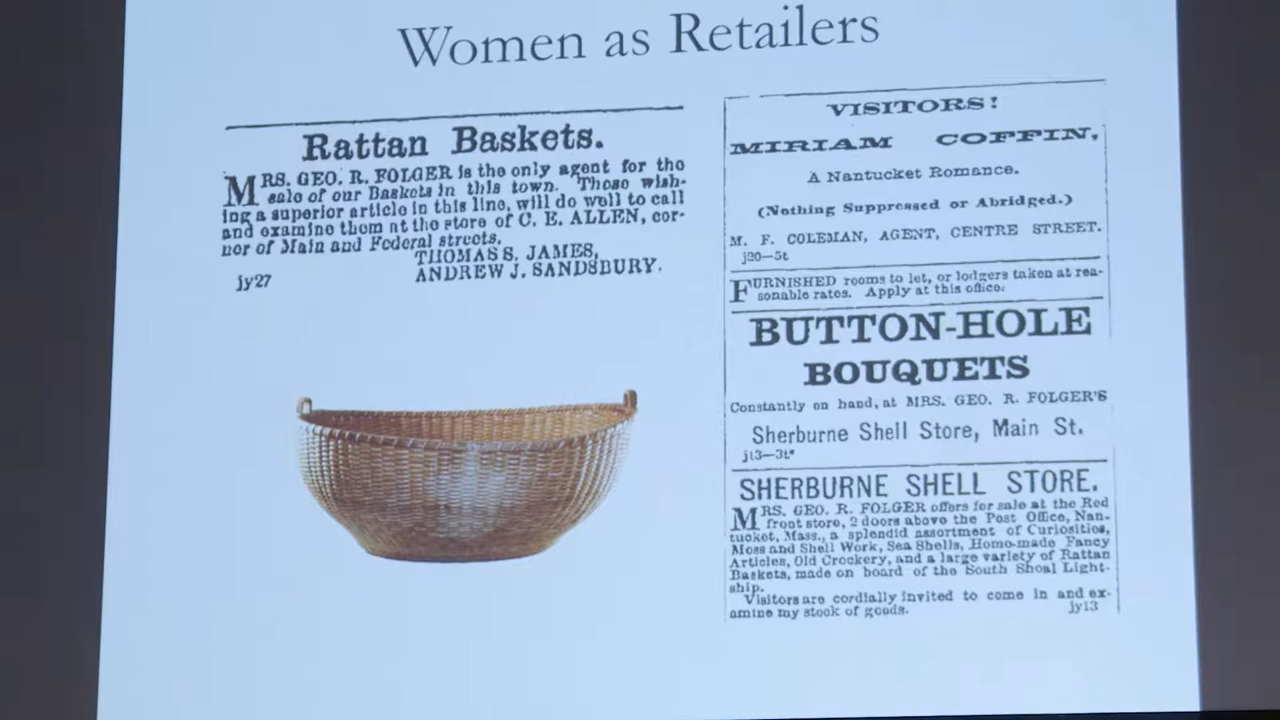 Women as Retailers
Rattan Baskets.
MRS. GEO. R. FOLGER is the only agent for the
sale of our Baskets in this town. Those wish-
ing a superior article in this line, will do well to call
and examine them at the store of C. E. ALLEN, cor-
ner of Main and Federal streets,
THOMAS S. JAMES,
ANDREW J. SANDSBURY.
jy27
VISITORS!
MIRIAM COFFIN,
A Nantucket Romance.
(Nothing Suppressed or Abridged.)
M. F. COLEMAN, AGENT, CENTRE STREET.
j20—5t
FURNISHED rooms to let, or lodgers taken at rea-
sonable rates. Apply at this office.
BUTTON-HOLE
BOUQUETS
Constantly on hand, at MRS. GEO. R. FOLGER'S
Sherburne Shell Store, Main St.
j13—3t*
SHERBURNE SHELL STORE.
MRS. GEO. R. FOLGER offers for sale at the Red
front store, 2 doors above the Post Office, Nan-
tucket, Mass., a splendid assortment of Curiosities,
Moss and Shell Work, Sea Shells, Home-made Fancy
Articles, Old Crockery, and a large variety of Rattan
Baskets, made on board of the South Shoal Light-
ship.
Visitors are cordially invited to come in and ex-
amine my stock of goods.
jy13